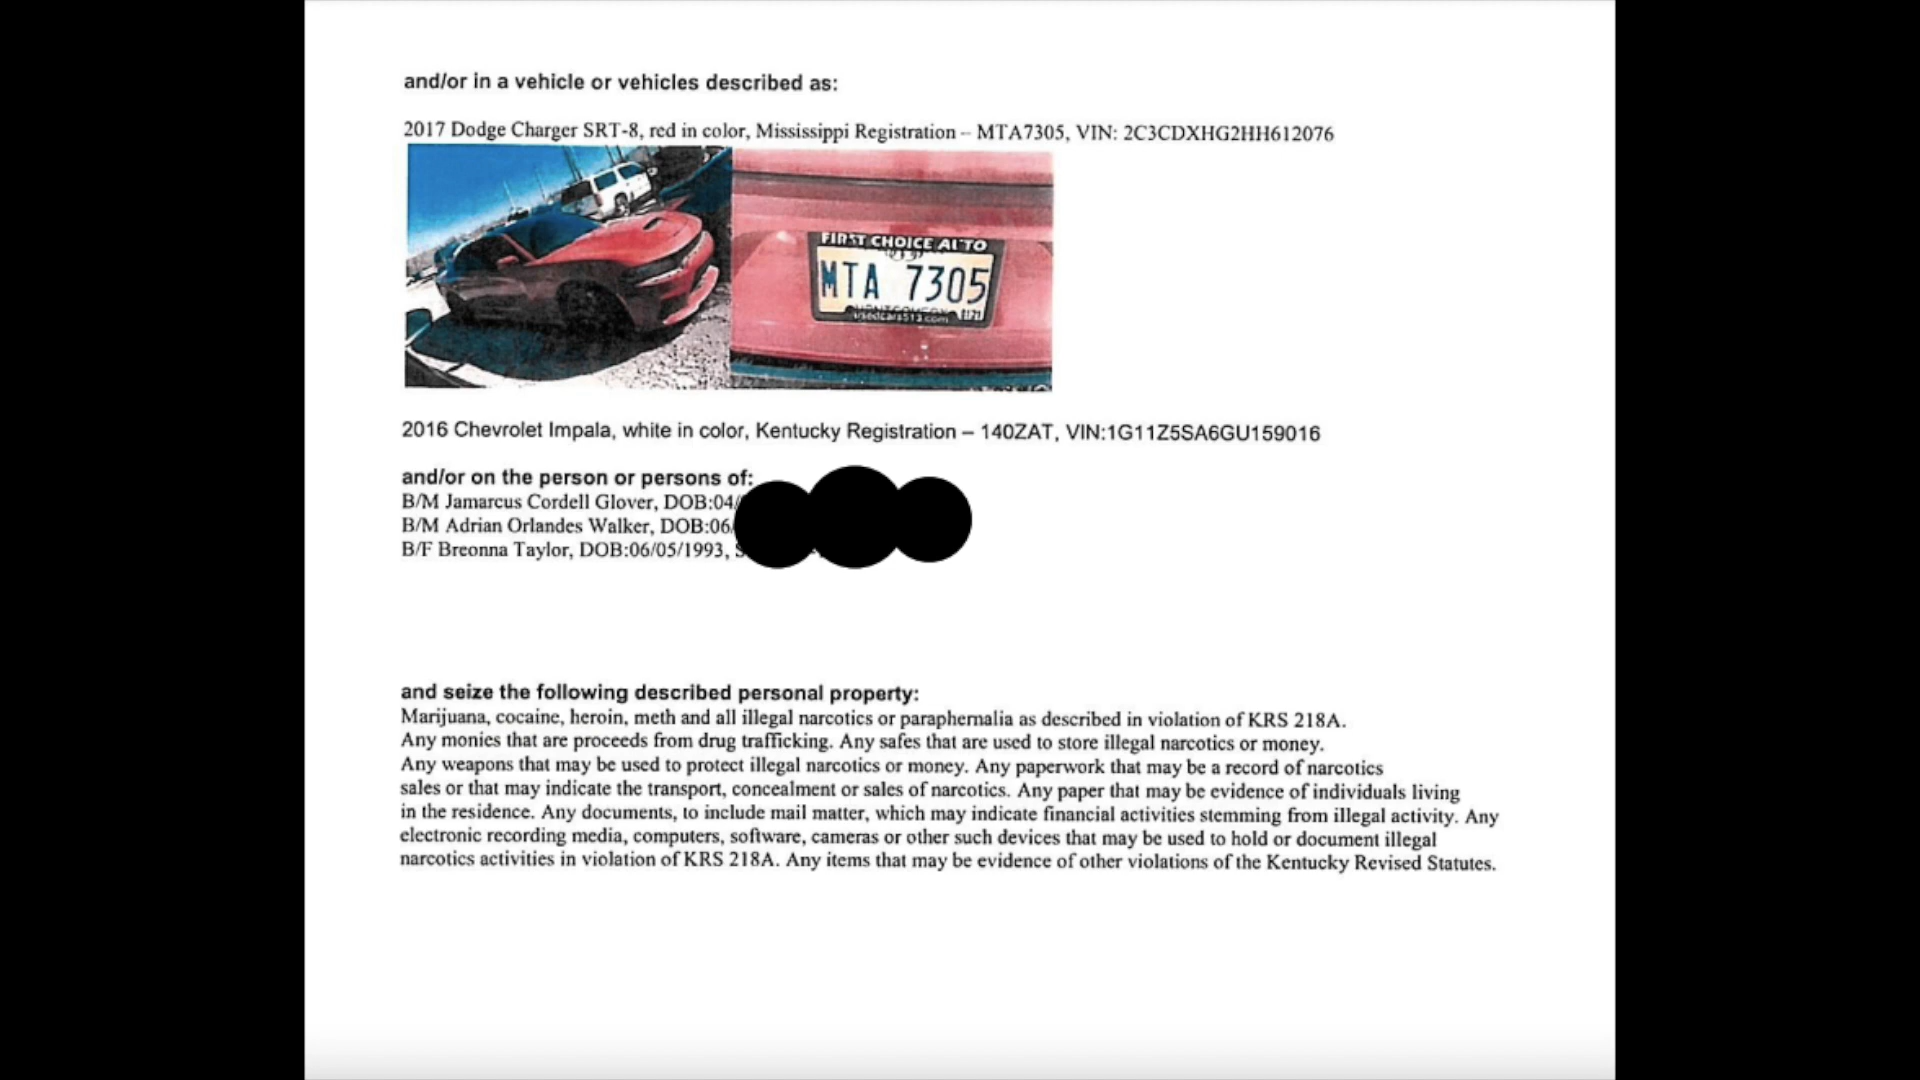 and/or in a vehicle or vehicles described as:
2017 Dodge Charger SRT-8, red in color, Mississippi Registration – MTA7305, VIN: 2C3CDXHG2HH612076
FIRST CHOICE AUTO
MTA 7305
usedcars513.com
2016 Chevrolet Impala, white in color, Kentucky Registration – 140ZAT, VIN:1G11Z5SA6GU159016
and/or on the person or persons of:
B/M Jamarcus Cordell Glover, DOB:04/
B/M Adrian Orlandes Walker, DOB:06/
B/F Breonna Taylor, DOB:06/05/1993, S
and seize the following described personal property:
Marijuana, cocaine, heroin, meth and all illegal narcotics or paraphernalia as described in violation of KRS 218A.
Any monies that are proceeds from drug trafficking. Any safes that are used to store illegal narcotics or money.
Any weapons that may be used to protect illegal narcotics or money. Any paperwork that may be a record of narcotics
sales or that may indicate the transport, concealment or sales of narcotics. Any paper that may be evidence of individuals living
in the residence. Any documents, to include mail matter, which may indicate financial activities stemming from illegal activity. Any
electronic recording media, computers, software, cameras or other such devices that may be used to hold or document illegal
narcotics activities in violation of KRS 218A. Any items that may be evidence of other violations of the Kentucky Revised Statutes.